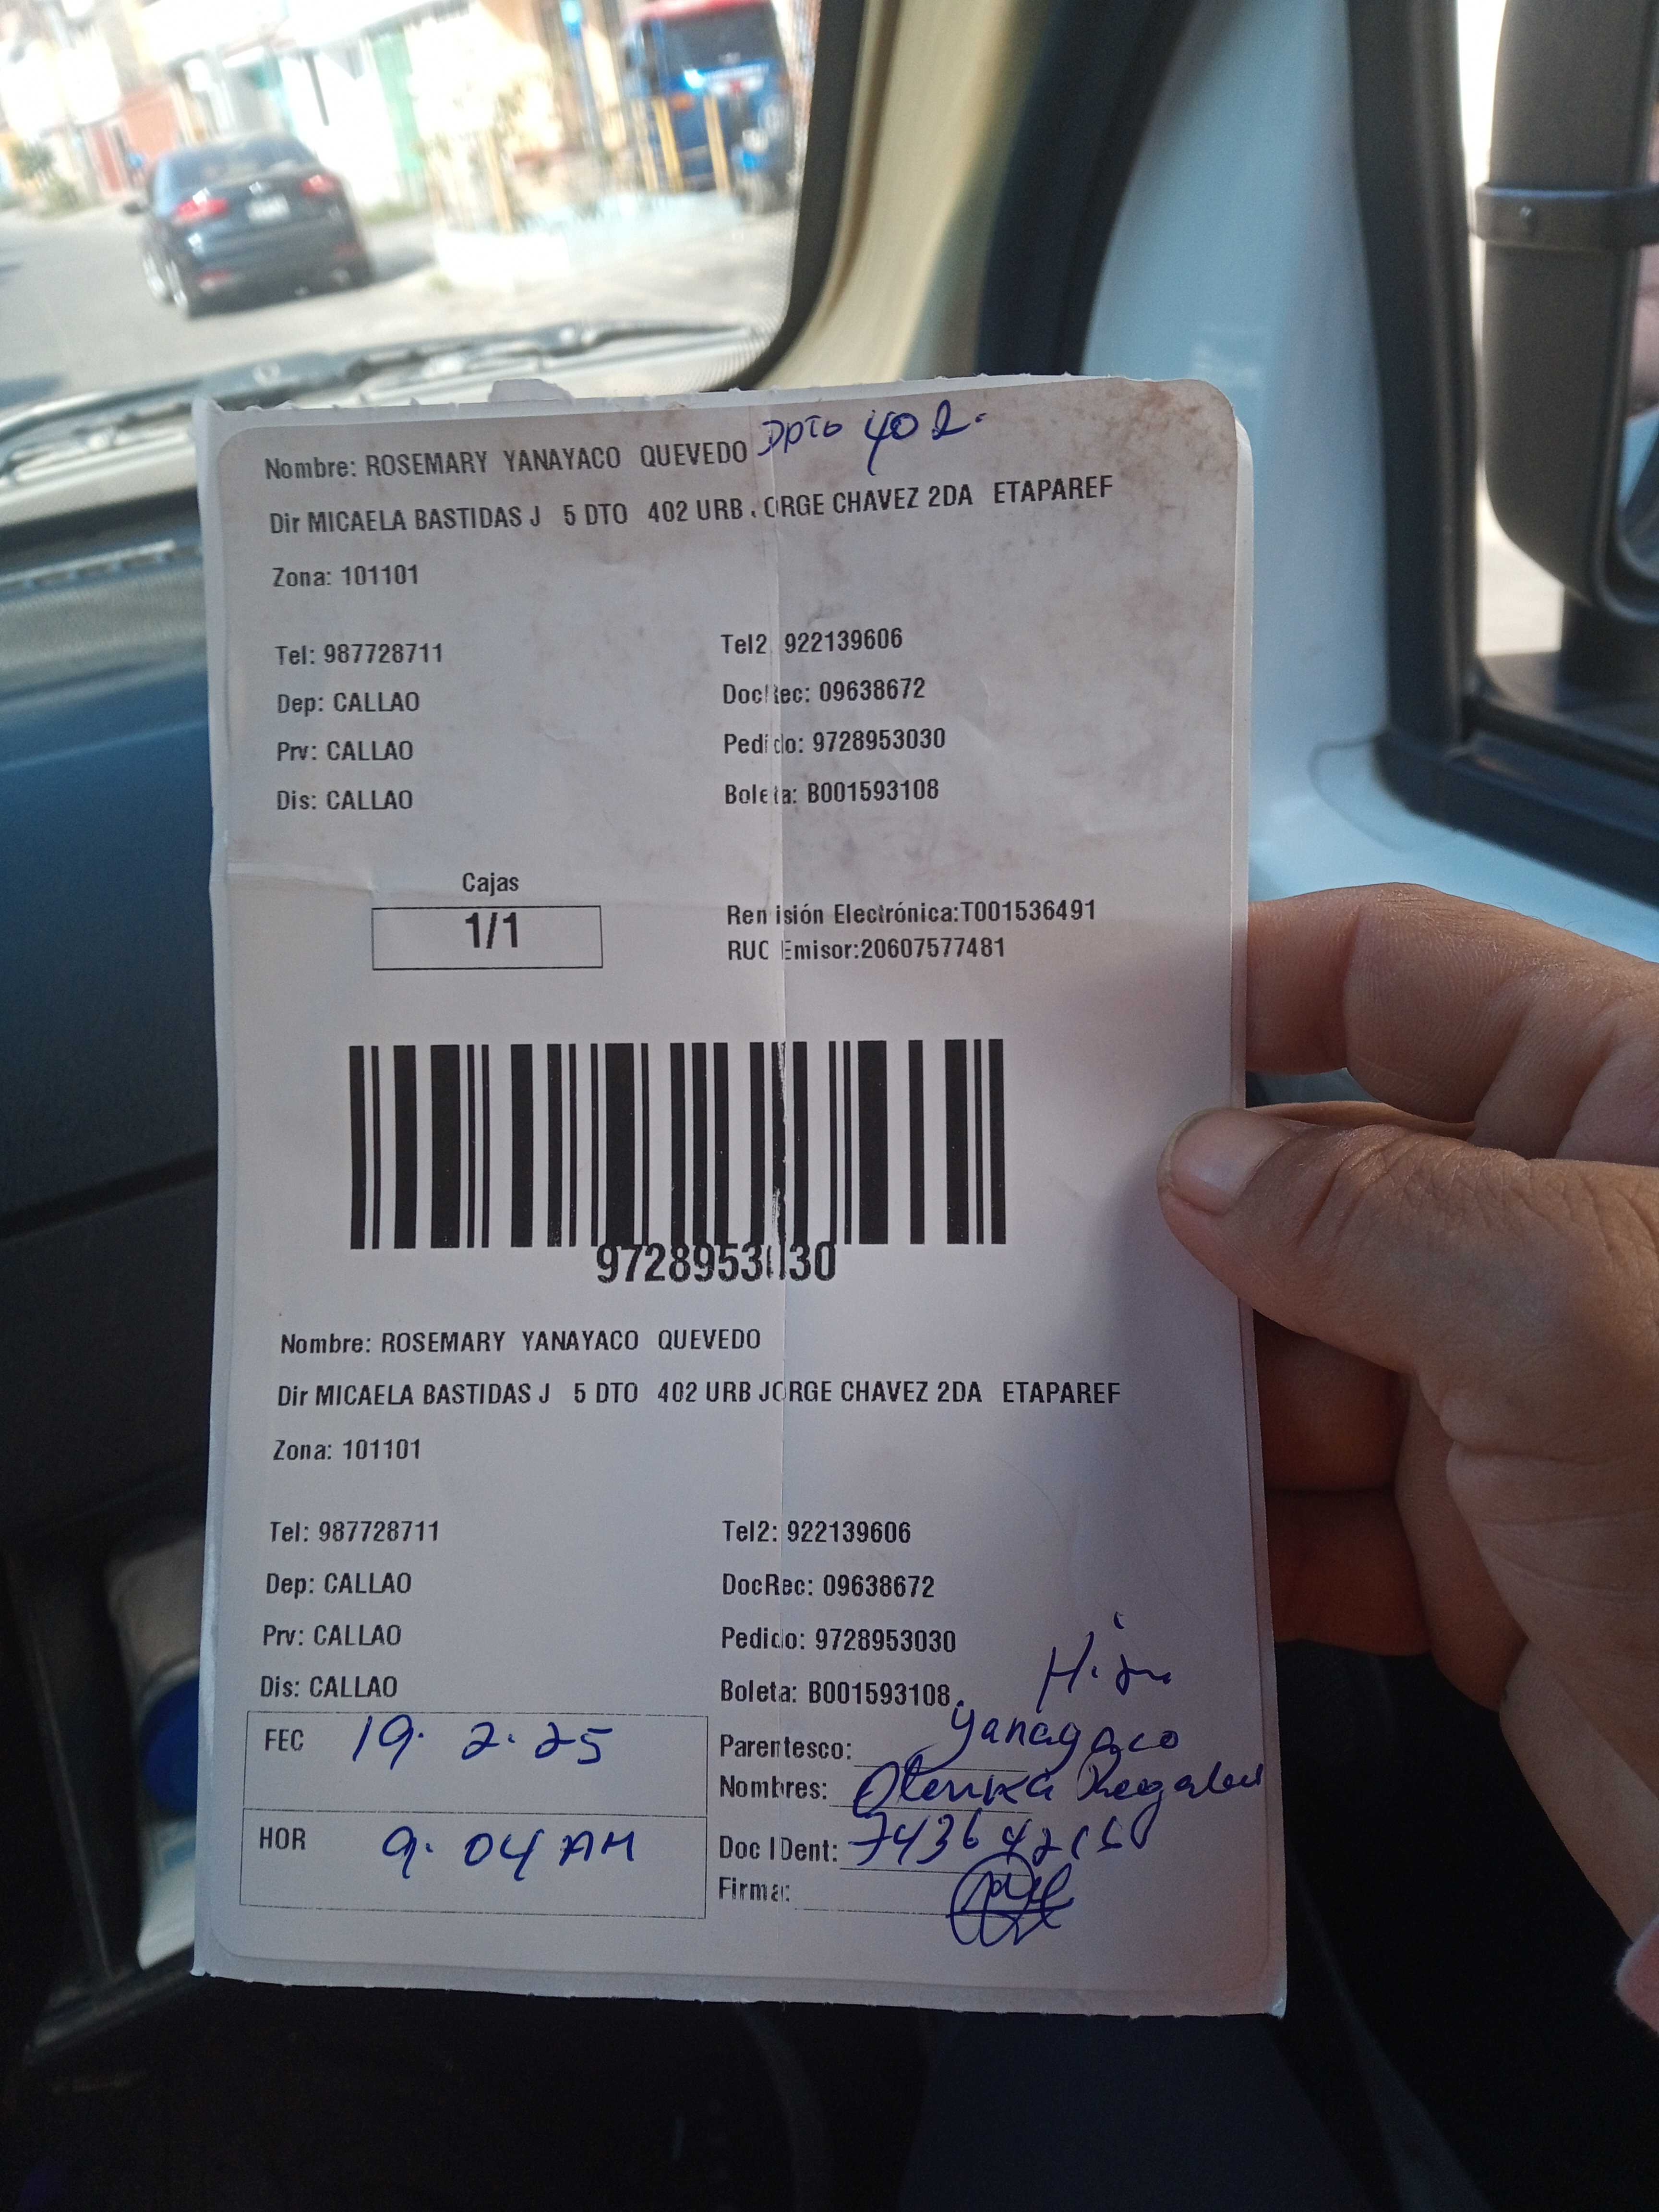 Nombre: ROSEMARY YANAYACO QUEVEDO Dpto 402.
Dir MICAELA BASTIDAS J 5 DTO 402 URB JORGE CHAVEZ 2DA ETAPAREF
Zona: 101101
Tel: 987728711 Tel2 922139606
Dep: CALLAO DocRec: 09638672
Prv: CALLAO Pedido: 9728953030
Dis: CALLAO Boleta: B001593108
Cajas
1/1
Remisión Electrónica:T001536491
RUC Emisor:20607577481
9728953030
Nombre: ROSEMARY YANAYACO QUEVEDO
Dir MICAELA BASTIDAS J 5 DTO 402 URB JORGE CHAVEZ 2DA ETAPAREF
Zona: 101101
Tel: 987728711 Tel2: 922139606
Dep: CALLAO DocRec: 09638672
Prv: CALLAO Pedido: 9728953030
Dis: CALLAO Boleta: B001593108
FEC 19. 2. 25
Parentesco: Yanayaco
Nombres:
HOR 9. 04 AM
Doc IDent:
Firma: